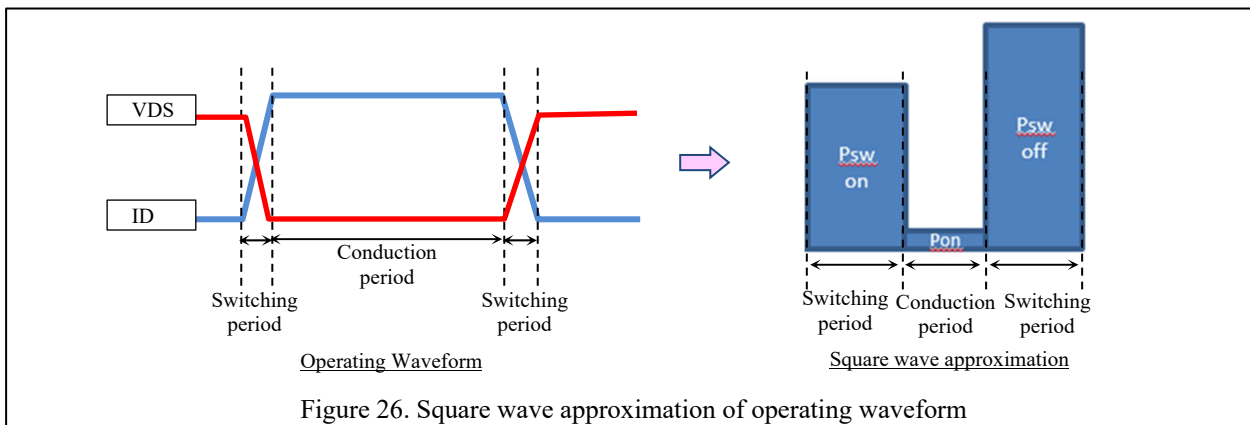 VDS
ID
Conduction
period
Switching
period
Switching
period
Operating Waveform
Psw
on
Pon
Psw
off
Switching
period
Conduction
period
Switching
period
Square wave approximation
Figure 26. Square wave approximation of operating waveform